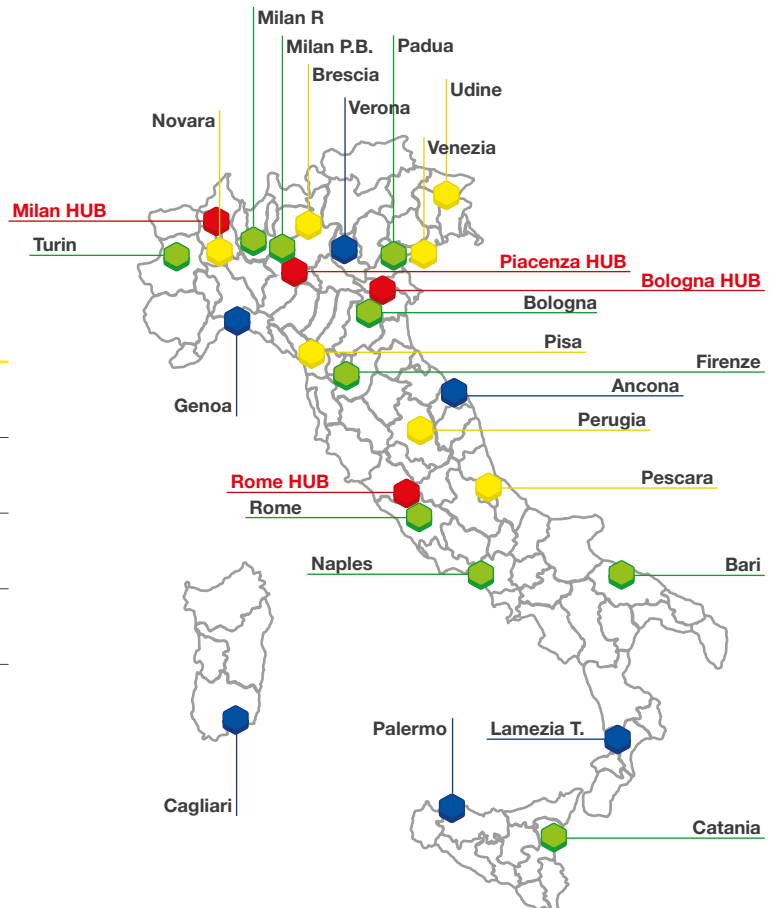 Milan R
Milan P.B.
Padua
Brescia
Udine
Verona
Novara
Venezia
Milan HUB
Turin
Piacenza HUB
Bologna HUB
Bologna
Pisa
Firenze
Ancona
Genoa
Perugia
Rome HUB
Pescara
Rome
Naples
Bari
Palermo
Lamezia T.
Cagliari
Catania